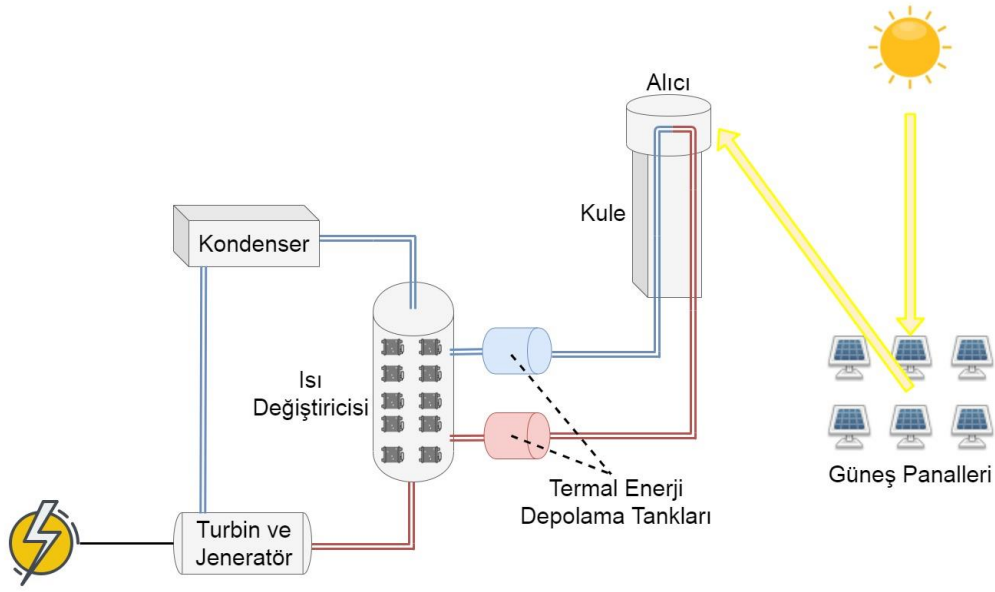 Alıcı
Kule
Kondenser
Isı
Değiştiricisi
Güneş Panalleri
Termal Enerji
Depolama Tankları
Turbin ve
Jeneratör